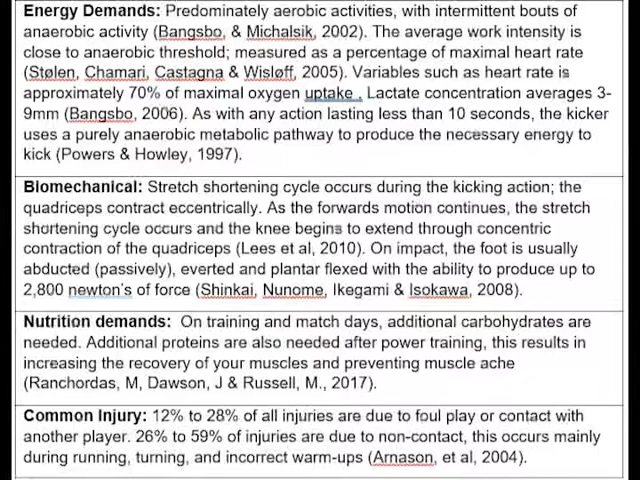 Energy Demands: Predominately aerobic activities, with intermittent bouts of
anaerobic activity (Bangsbo, & Michalsik, 2002). The average work intensity is
close to anaerobic threshold; measured as a percentage of maximal heart rate
(Stølen, Chamari, Castagna & Wisløff, 2005). Variables such as heart rate is
approximately 70% of maximal oxygen uptake . Lactate concentration averages 3-
9mm (Bangsbo, 2006). As with any action lasting less than 10 seconds, the kicker
uses a purely anaerobic metabolic pathway to produce the necessary energy to
kick (Powers & Howley, 1997).
Biomechanical: Stretch shortening cycle occurs during the kicking action; the
quadriceps contract eccentrically. As the forwards motion continues, the stretch
shortening cycle occurs and the knee begins to extend through concentric
contraction of the quadriceps (Lees et al, 2010). On impact, the foot is usually
abducted (passively), everted and plantar flexed with the ability to produce up to
2,800 newton's of force (Shinkai, Nunome, Ikegami & Isokawa, 2008).
Nutrition demands: On training and match days, additional carbohydrates are
needed. Additional proteins are also needed after power training, this results in
increasing the recovery of your muscles and preventing muscle ache
(Ranchordas, M, Dawson, J & Russell, M., 2017).
Common Injury: 12% to 28% of all injuries are due to foul play or contact with
another player. 26% to 59% of injuries are due to non-contact, this occurs mainly
during running, turning, and incorrect warm-ups (Arnason, et al, 2004).